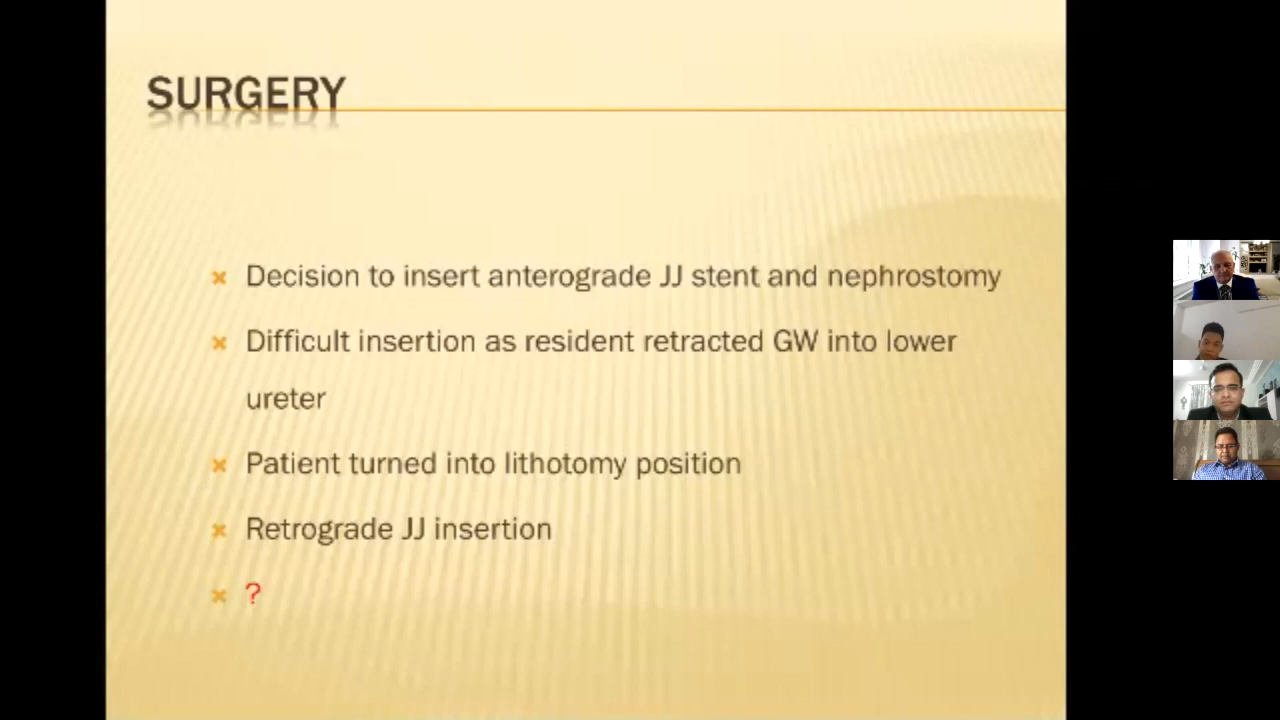 SURGERY
Decision to insert anterograde JJ stent and nephrostomy
Difficult insertion as resident retracted GW into lower
ureter
Patient turned into lithotomy position
Retrograde JJ insertion
?